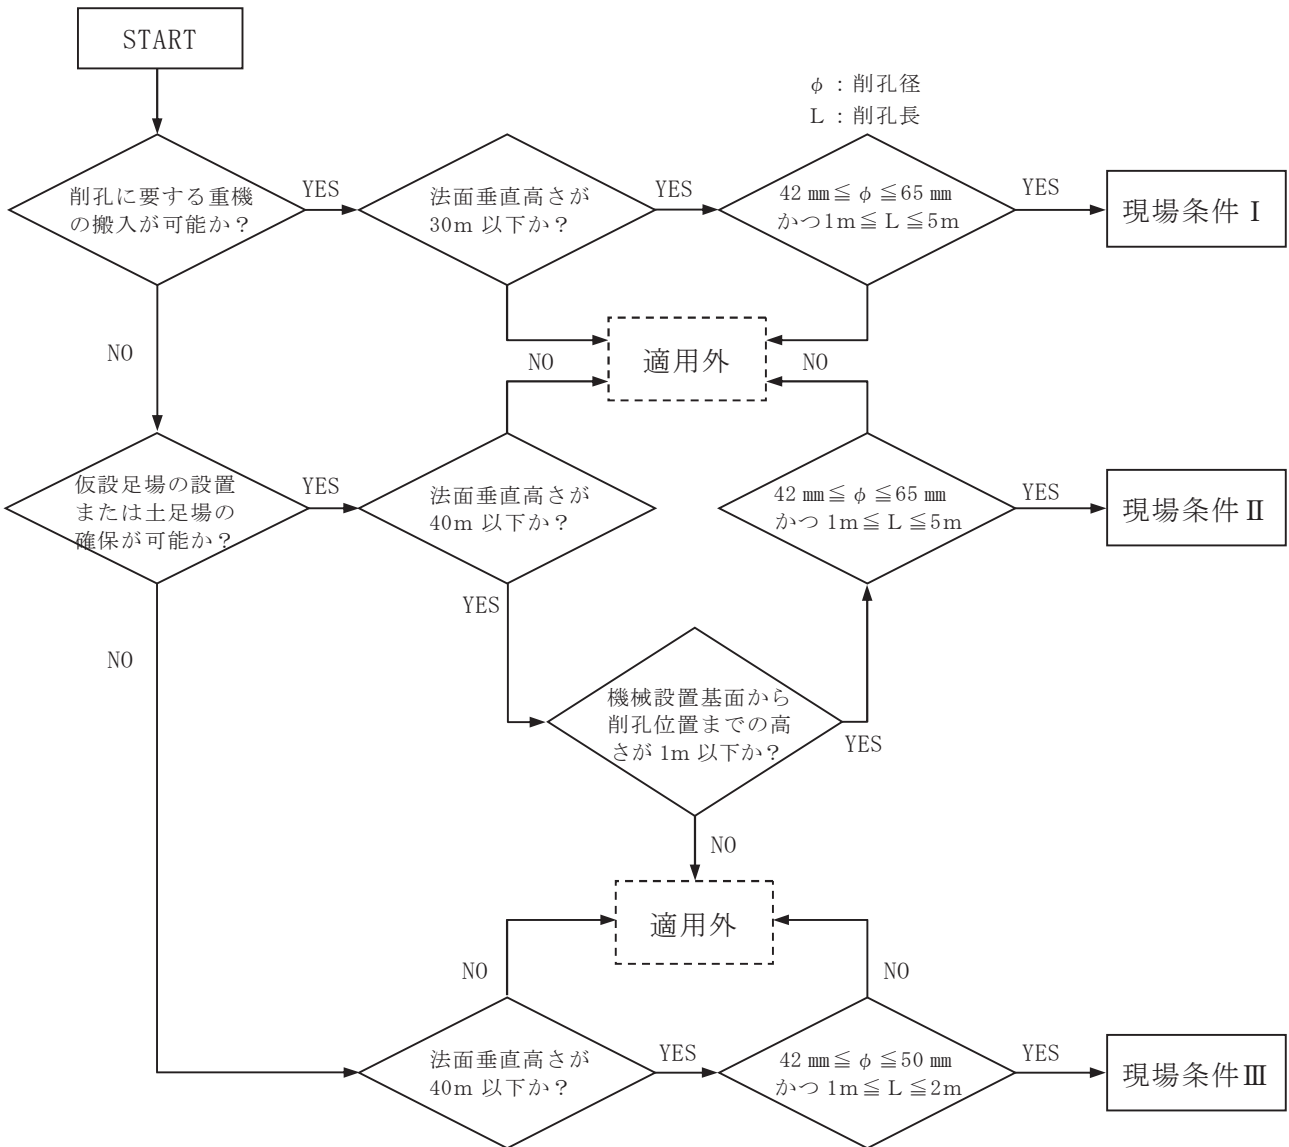 START
φ：削孔径
L：削孔長
削孔に要する重機
の搬入が可能か？
YES
法面垂直高さが
30m 以下か？
YES
42 ㎜≦ φ ≦65 ㎜
かつ1m≦ L ≦5m
YES
現場条件Ⅰ
NO
NO
適用外
NO
仮設足場の設置
または土足場の
確保が可能か？
YES
法面垂直高さが
40m 以下か？
42 ㎜≦ φ ≦65 ㎜
かつ 1m≦ L ≦5m
YES
現場条件Ⅱ
YES
NO
機械設置基面から
削孔位置までの高
さが 1m 以下か？
YES
NO
適用外
NO
NO
法面垂直高さが
40m 以下か？
YES
42 ㎜≦ φ ≦50 ㎜
かつ 1m≦ L ≦2m
YES
現場条件Ⅲ